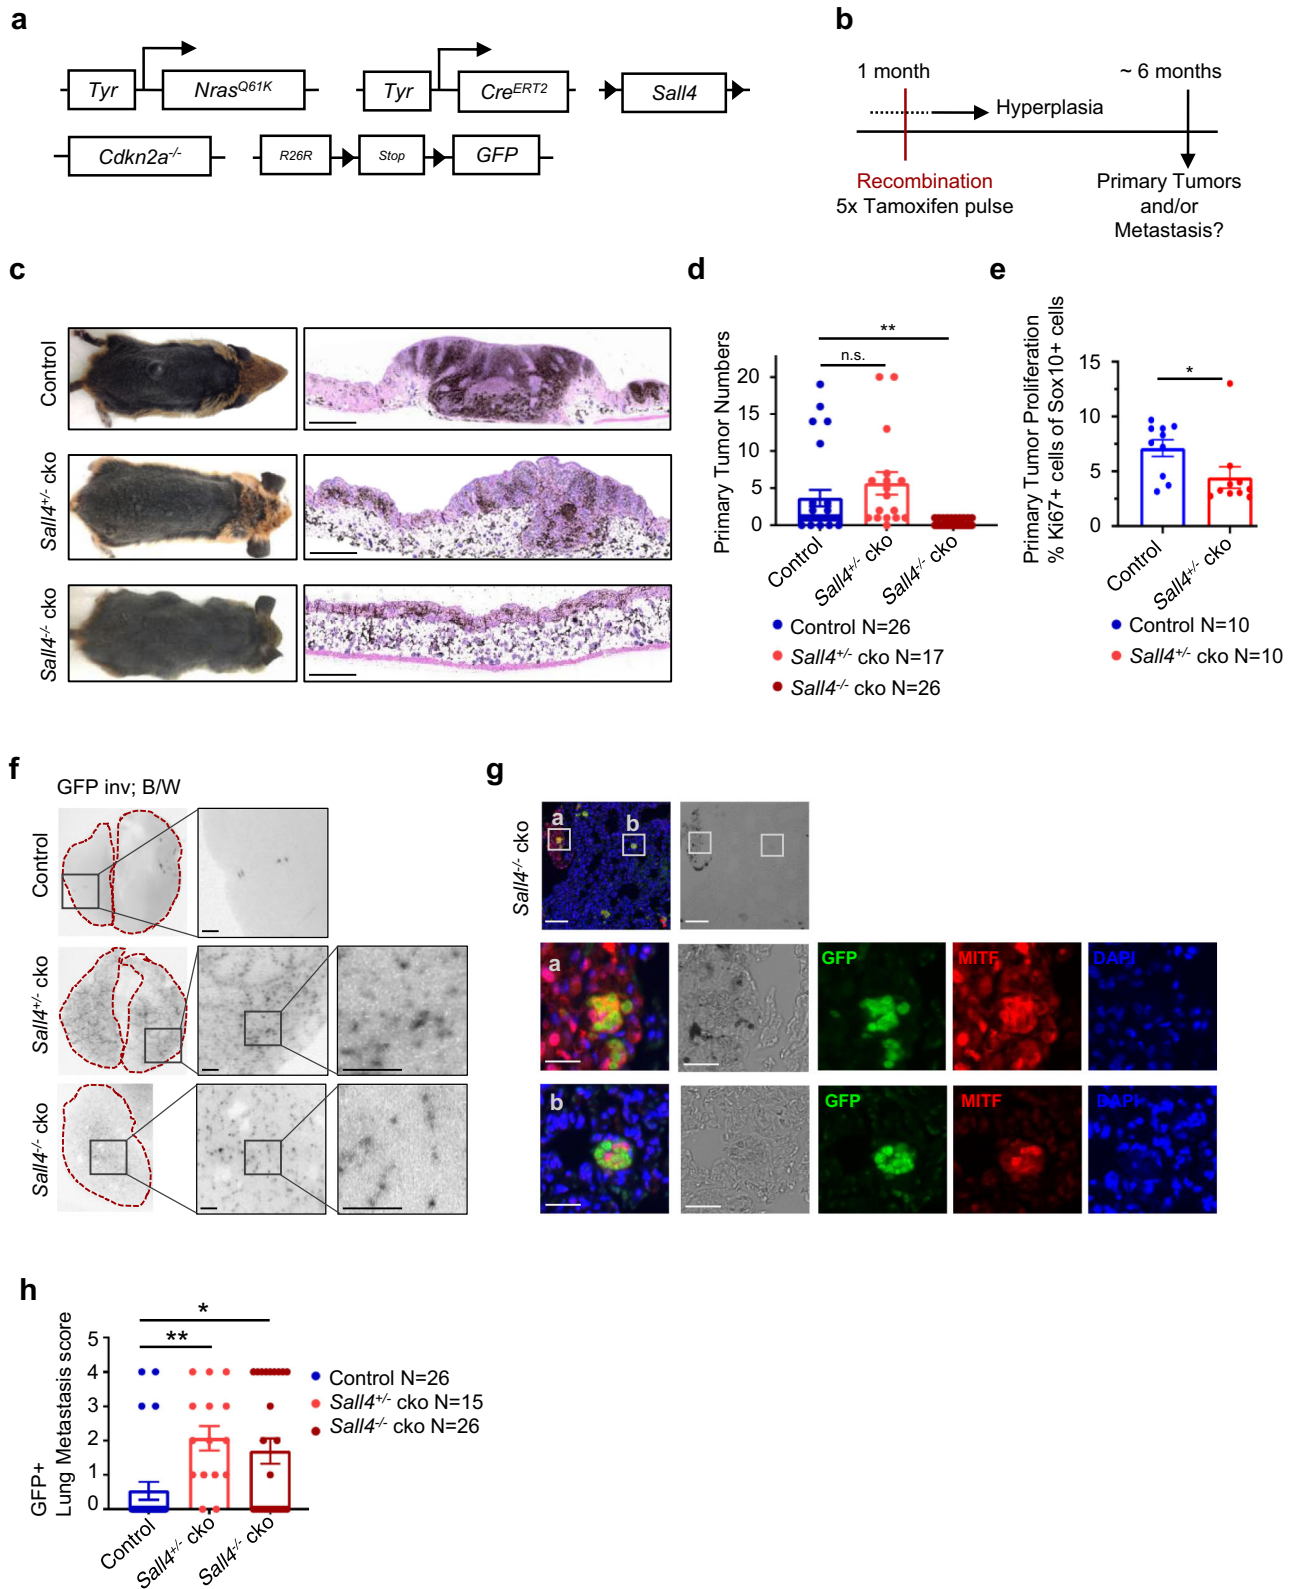 a
Tyr
Nras^Q61K
Tyr
Cre^ERT2
Sall4
Cdkn2a^-/-
R26R
Stop
GFP
b
1 month
~ 6 months
Hyperplasia
Recombination
5x Tamoxifen pulse
Primary Tumors
and/or
Metastasis?
c
Control
Sall4^+/- cko
Sall4^-/- cko
d
Primary Tumor Numbers
20
15
10
5
0
**
n.s.
Control
Sall4^+/- cko
Sall4^-/- cko
Control N=26
Sall4^+/- cko N=17
Sall4^-/- cko N=26
e
Primary Tumor Proliferation
% Ki67+ cells of Sox10+ cells
15
10
5
0
*
Control
Sall4^+/- cko
Control N=10
Sall4^+/- cko N=10
f
GFP inv; B/W
Control
Sall4^+/- cko
Sall4^-/- cko
g
Sall4^-/- cko
a
b
a
GFP
MITF
DAPI
b
GFP
MITF
DAPI
h
GFP+
Lung Metastasis score
5
4
3
2
1
0
*
**
Control
Sall4^+/- cko
Sall4^-/- cko
Control N=26
Sall4^+/- cko N=15
Sall4^-/- cko N=26